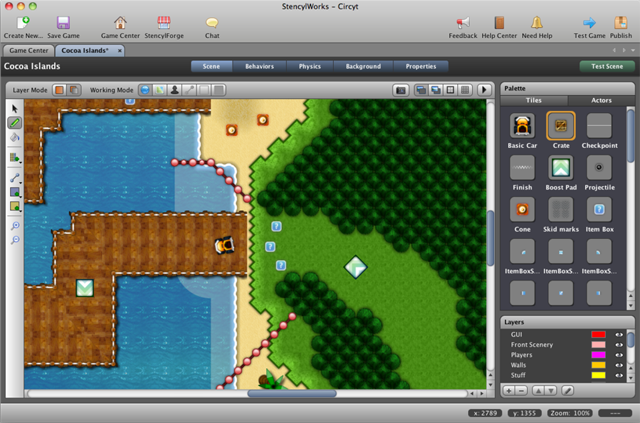 StencylWorks - Circyt
Create New... Save Game Game Center StencylForge Chat Feedback Help Center Need Help Test Game Publish
Game Center Cocoa Islands* ×
Cocoa Islands Scene Behaviors Physics Background Properties Test Scene
Layer Mode Working Mode
Palette
Tiles Actors
Basic Car Crate Checkpoint
Finish Boost Pad Projectile
Cone Skid marks Item Box
ItemBoxS... ItemBoxS... ItemBoxS...
Layers
GUI
Front Scenery
Players
Walls
Stuff
x: 2789 y: 1355 Zoom: 100% ----